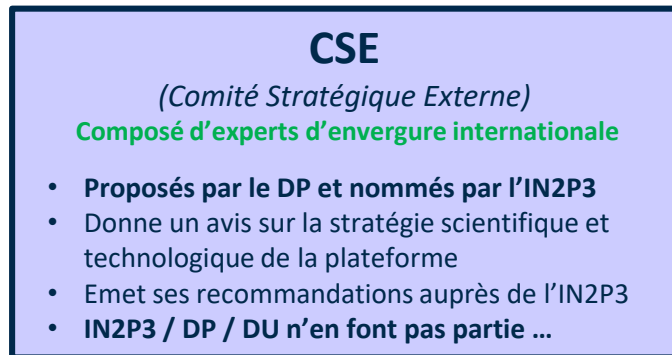 CSE
(Comité Stratégique Externe)
Composé d’experts d’envergure internationale
• Proposés par le DP et nommés par l’IN2P3
• Donne un avis sur la stratégie scientifique et
technologique de la plateforme
• Emet ses recommandations auprès de l’IN2P3
• IN2P3 / DP / DU n’en font pas partie …